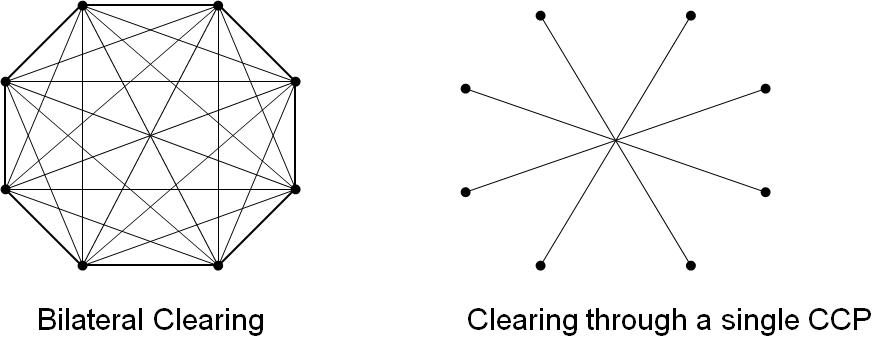 Bilateral Clearing
Clearing through a single CCP